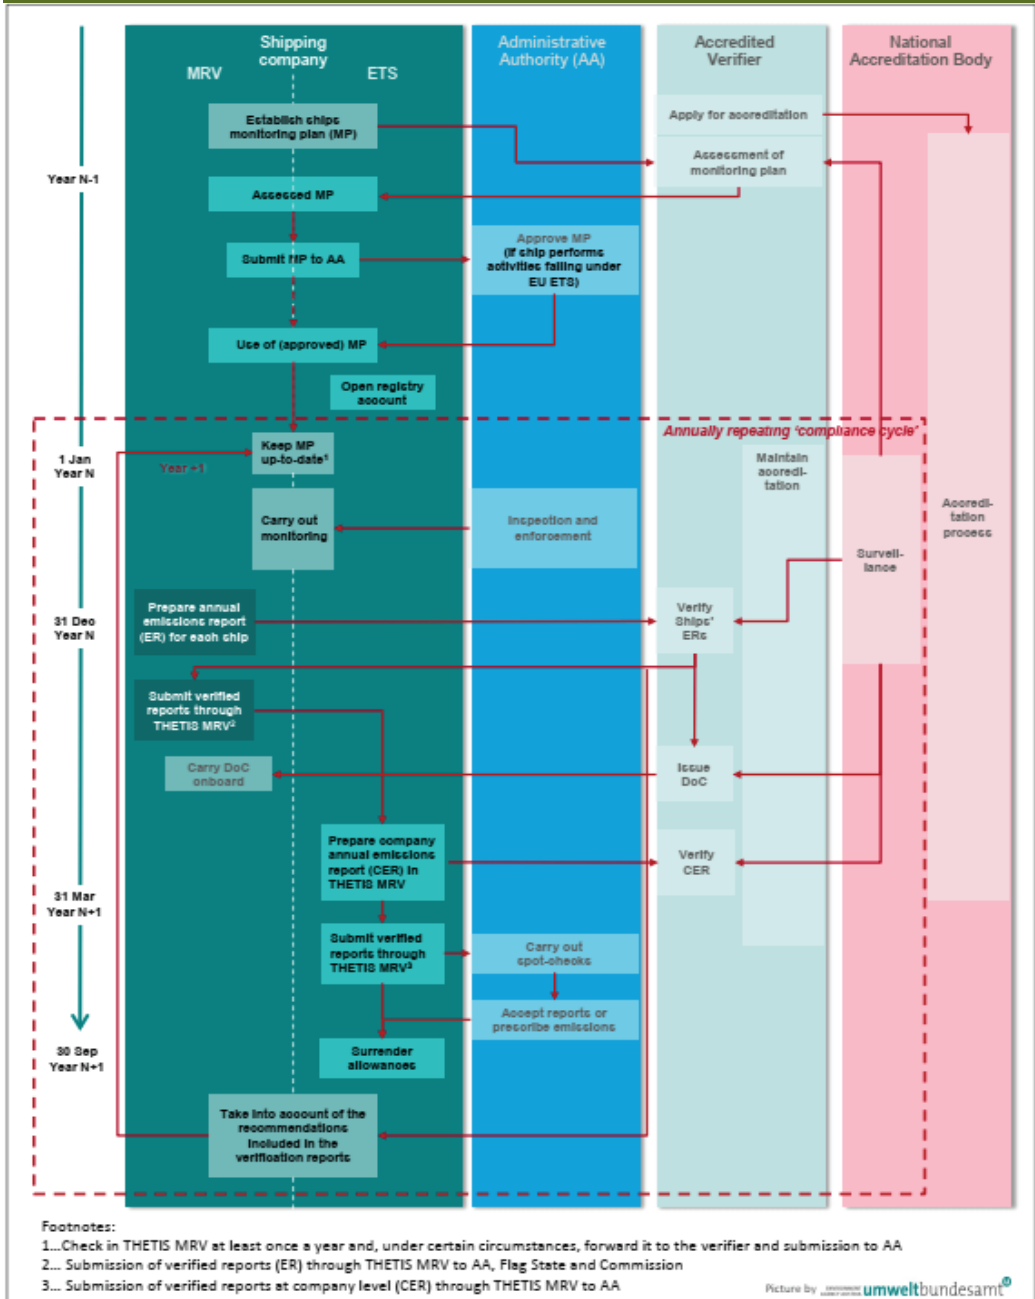 Shipping
company
MRV
ETS
Administrative
Authority (AA)
Accredited
Verifier
National
Accreditation Body
Establish ships
monitoring plan (MP)
Apply for accreditation
Assessment of
monitoring plan
Year N-1
Assessed MP
Submit MP to AA
Approve MP
(if ship performs
activities falling under
EU ETS)
Use of (approved) MP
Open registry
account
Annually repeating 'compliance cycle'
1 Jan
Year N
Year +1
Keep MP
up-to-date¹
Maintain
accredi-
tation
Carry out
monitoring
Inspection and
enforcement
Accredi-
tation
process
Surveil-
lance
31 Dec
Year N
Prepare annual
emissions report
(ER) for each ship
Verify
Ships'
ERs
Submit verified
reports through
THETIS MRV²
Carry DoC
onboard
Issue
DoC
Prepare company
annual emissions
report (CER) in
THETIS MRV
Verify
CER
31 Mar
Year N+1
Submit verified
reports through
THETIS MRV³
Carry out
spot-checks
Accept reports or
prescribe emissions
30 Sep
Year N+1
Surrender
allowances
Take into account of the
recommendations
included in the
verification reports
Footnotes:
1...Check in THETIS MRV at least once a year and, under certain circumstances, forward it to the verifier and submission to AA
2... Submission of verified reports (ER) through THETIS MRV to AA, Flag State and Commission
3... Submission of verified reports at company level (CER) through THETIS MRV to AA
Picture by umweltbundesamt